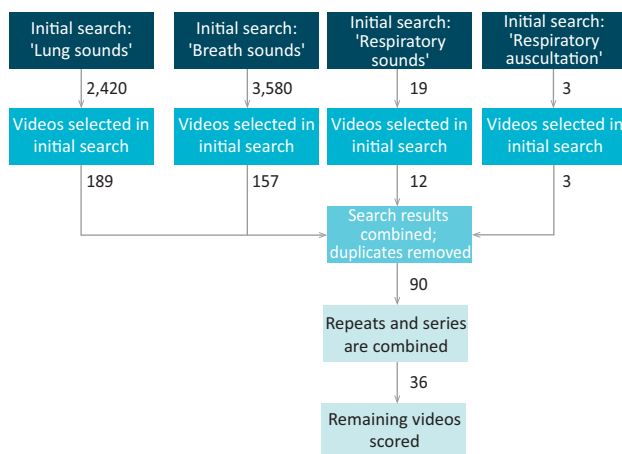 Initial search:
'Lung sounds'
Initial search:
'Breath sounds'
Initial search:
'Respiratory
sounds'
Initial search:
'Respiratory
auscultation'
2,420
3,580
19
3
Videos selected in
initial search
Videos selected in
initial search
Videos selected in
initial search
Videos selected in
initial search
189
157
12
3
Search results
combined;
duplicates removed
90
Repeats and series
are combined
36
Remaining videos
scored